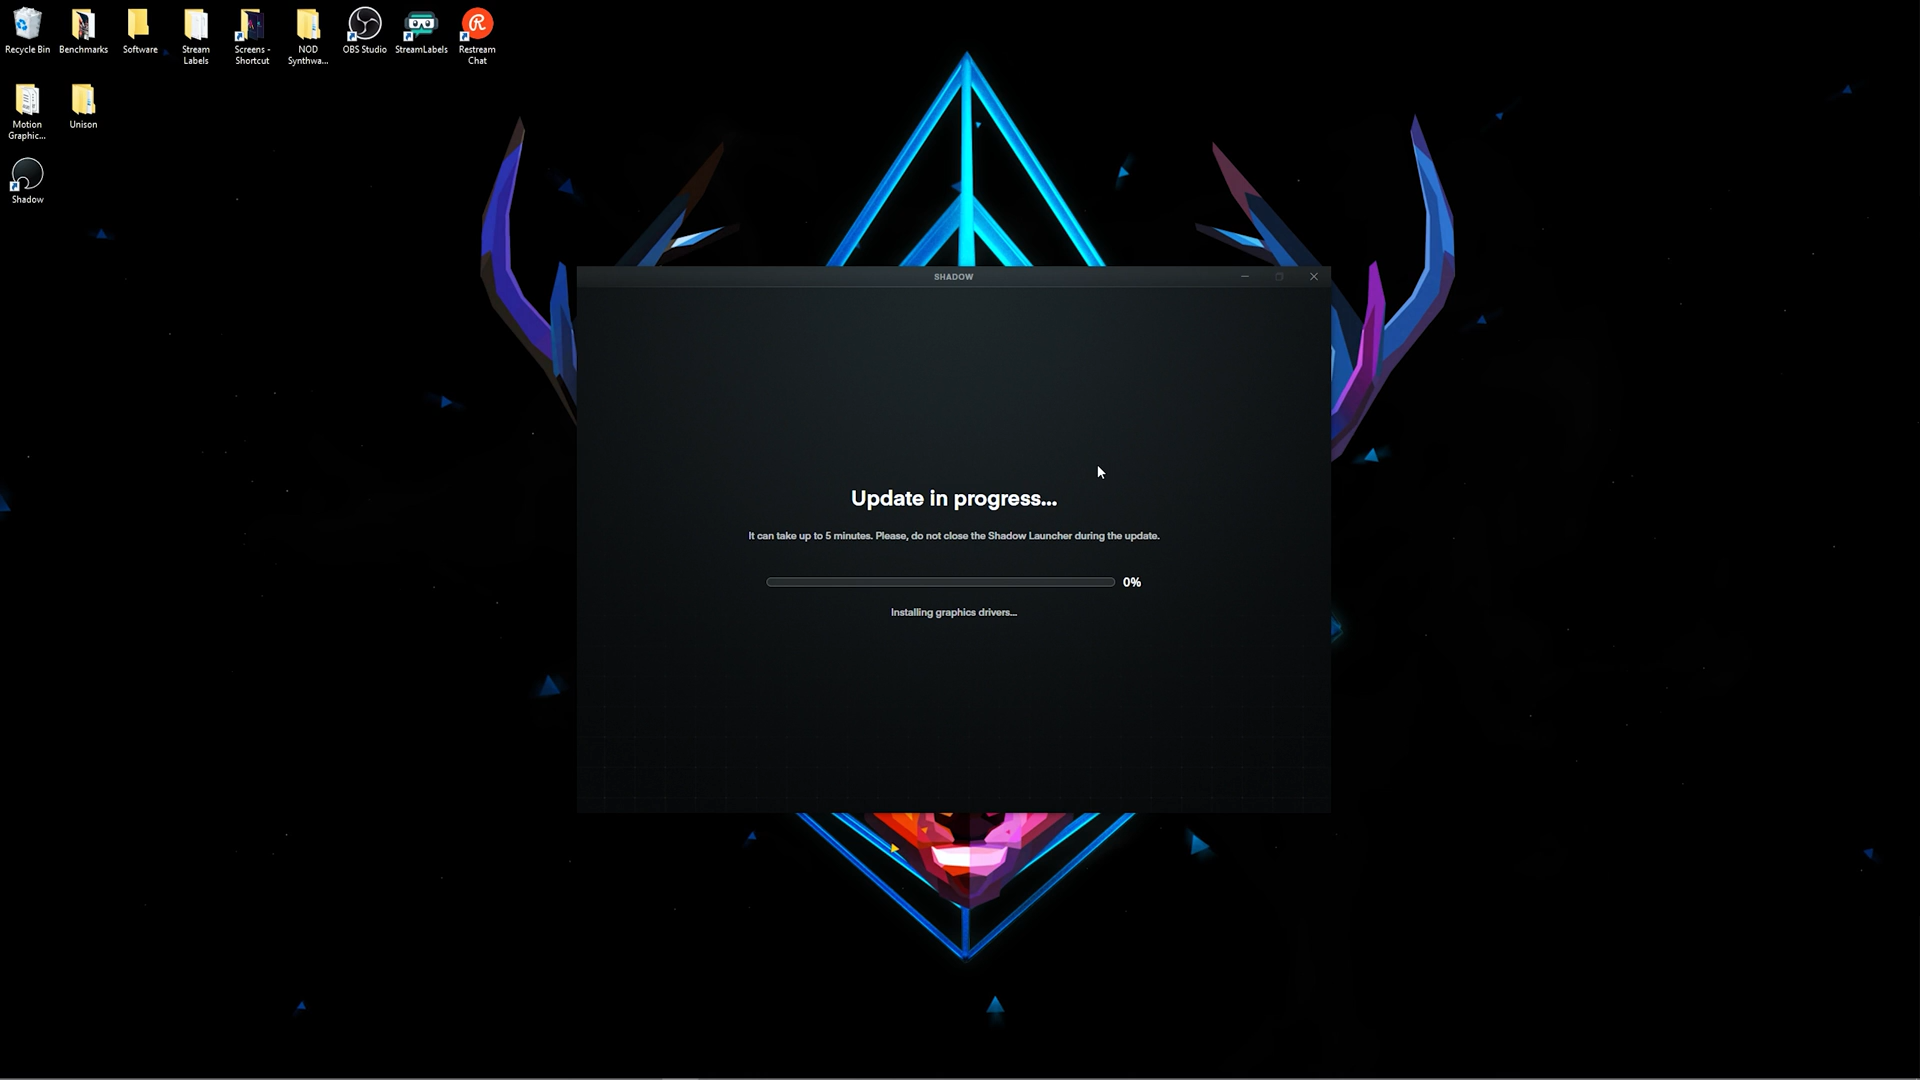 Recycle Bin
Benchmarks
Software
Stream
Labels
Screens -
Shortcut
NOD
Synthwa...
OBS Studio
StreamLabels
Restream
Chat
Motion
Graphic...
Unison
Shadow
SHADOW
Update in progress...
It can take up to 5 minutes. Please, do not close the Shadow Launcher during the update.
0%
Installing graphics drivers...